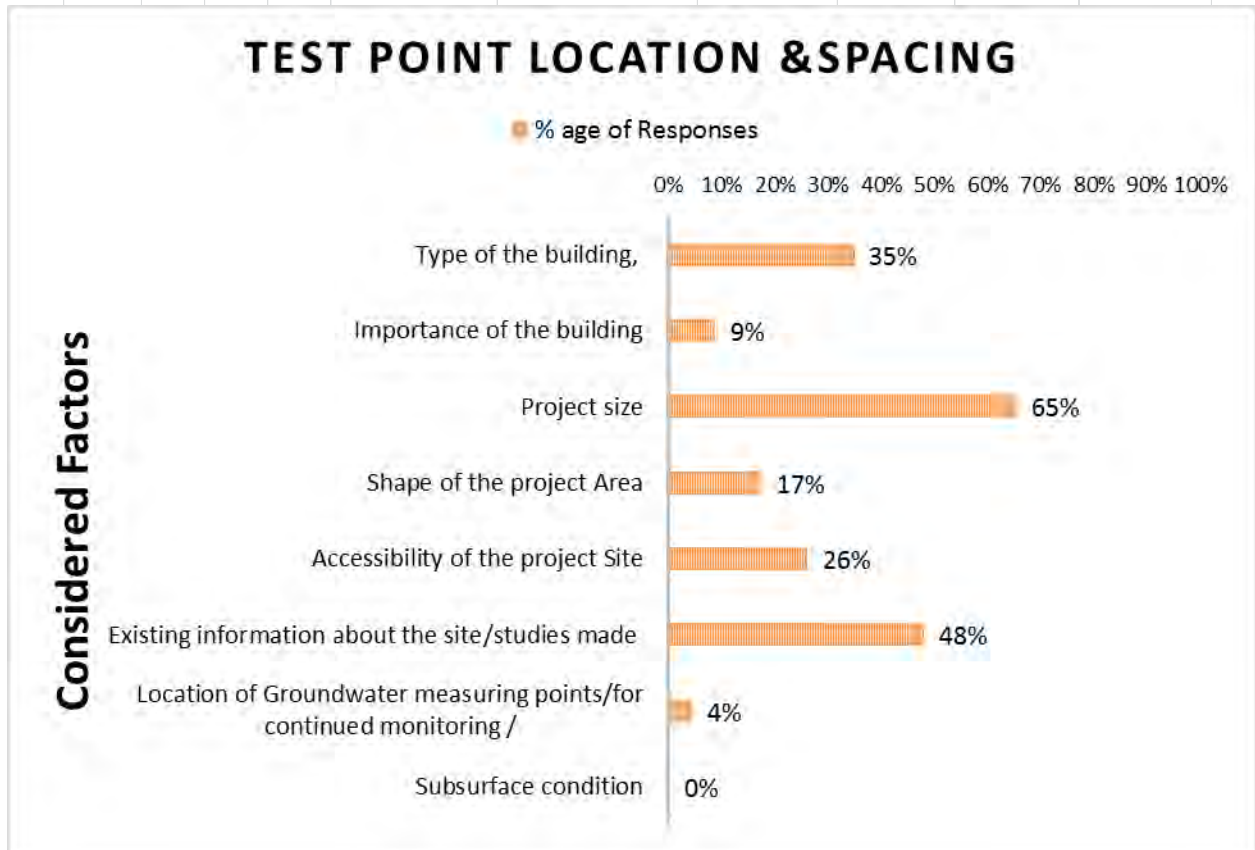 TEST POINT LOCATION &SPACING
% age of Responses
0% 10% 20% 30% 40% 50% 60% 70% 80% 90% 100%
Considered Factors
Type of the building, 35%
Importance of the building 9%
Project size 65%
Shape of the project Area 17%
Accessibility of the project Site 26%
Existing information about the site/studies made 48%
Location of Groundwater measuring points/for
continued monitoring / 4%
Subsurface condition 0%